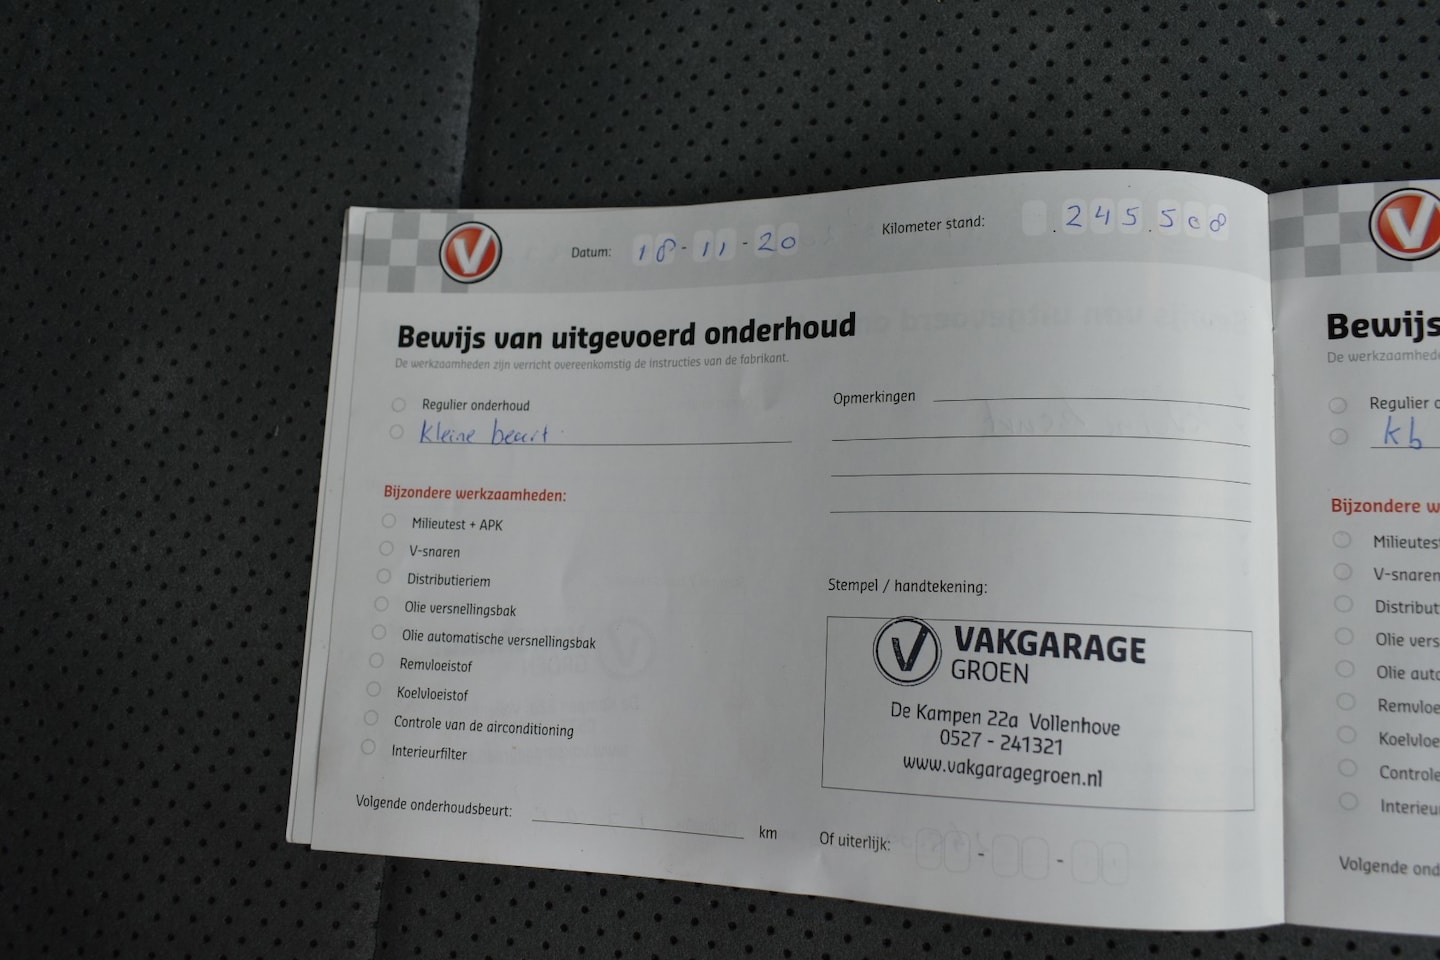 Datum: 18-11-20
Kilometer stand: .245.508
Bewijs van uitgevoerd onderhoud
De werkzaamheden zijn verricht overeenkomstig de instructies van de fabrikant.
Regulier onderhoud
Kleine beurt
Bijzondere werkzaamheden:
Milieutest + APK
V-snaren
Distributieriem
Olie versnellingsbak
Olie automatische versnellingsbak
Remvloeistof
Koelvloeistof
Controle van de airconditioning
Interieurfilter
Volgende onderhoudsbeurt: km
Opmerkingen
Stempel / handtekening:
V VAKGARAGE
GROEN
De Kampen 22a Vollenhove
0527 - 241321
www.vakgaragegroen.nl
Of uiterlijk: - -
Bewijs
De werkzaamhede
Regulier o
kb
Bijzondere w
Milieutest
V-snaren
Distribut
Olie vers
Olie auto
Remvloe
Koelvloe
Controle
Interieu
Volgende ond